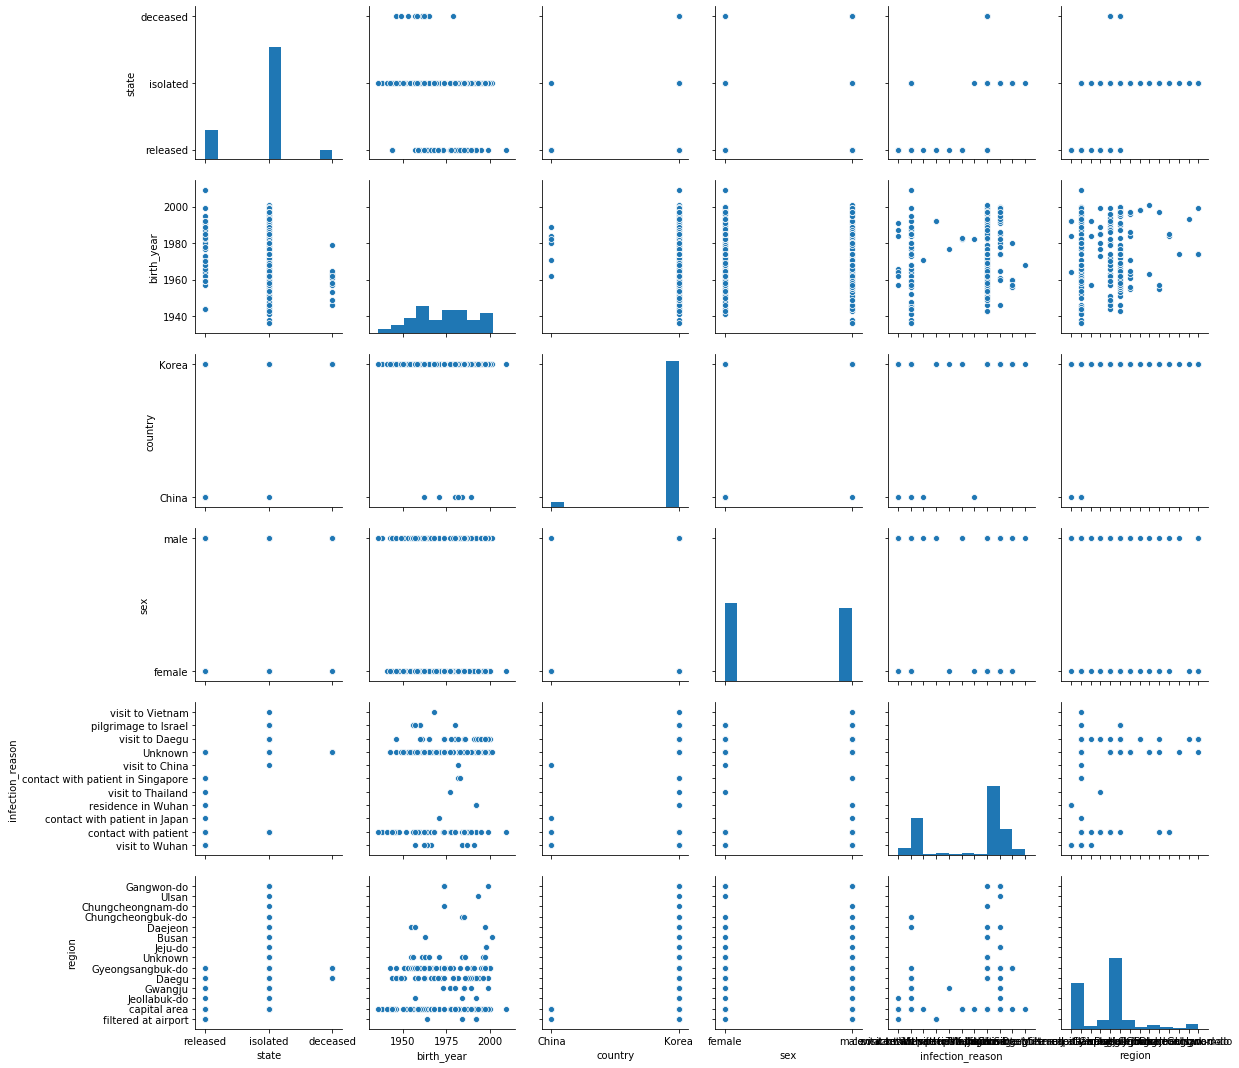 deceased
isolated
released
state
2000
1980
1960
1940
birth_year
Korea
China
country
male
female
sex
visit to Vietnam
pilgrimage to Israel
visit to Daegu
Unknown
visit to China
contact with patient in Singapore
visit to Thailand
residence in Wuhan
contact with patient in Japan
contact with patient
visit to Wuhan
infection_reason
Gangwon-do
Ulsan
Chungcheongnam-do
Chungcheongbuk-do
Daejeon
Busan
Jeju-do
Unknown
Gyeongsangbuk-do
Daegu
Gwangju
Jeollabuk-do
capital area
filtered at airport
region
released isolated deceased
state
1950 1975 2000
birth_year
China Korea
country
female
sex
infection_reason
region